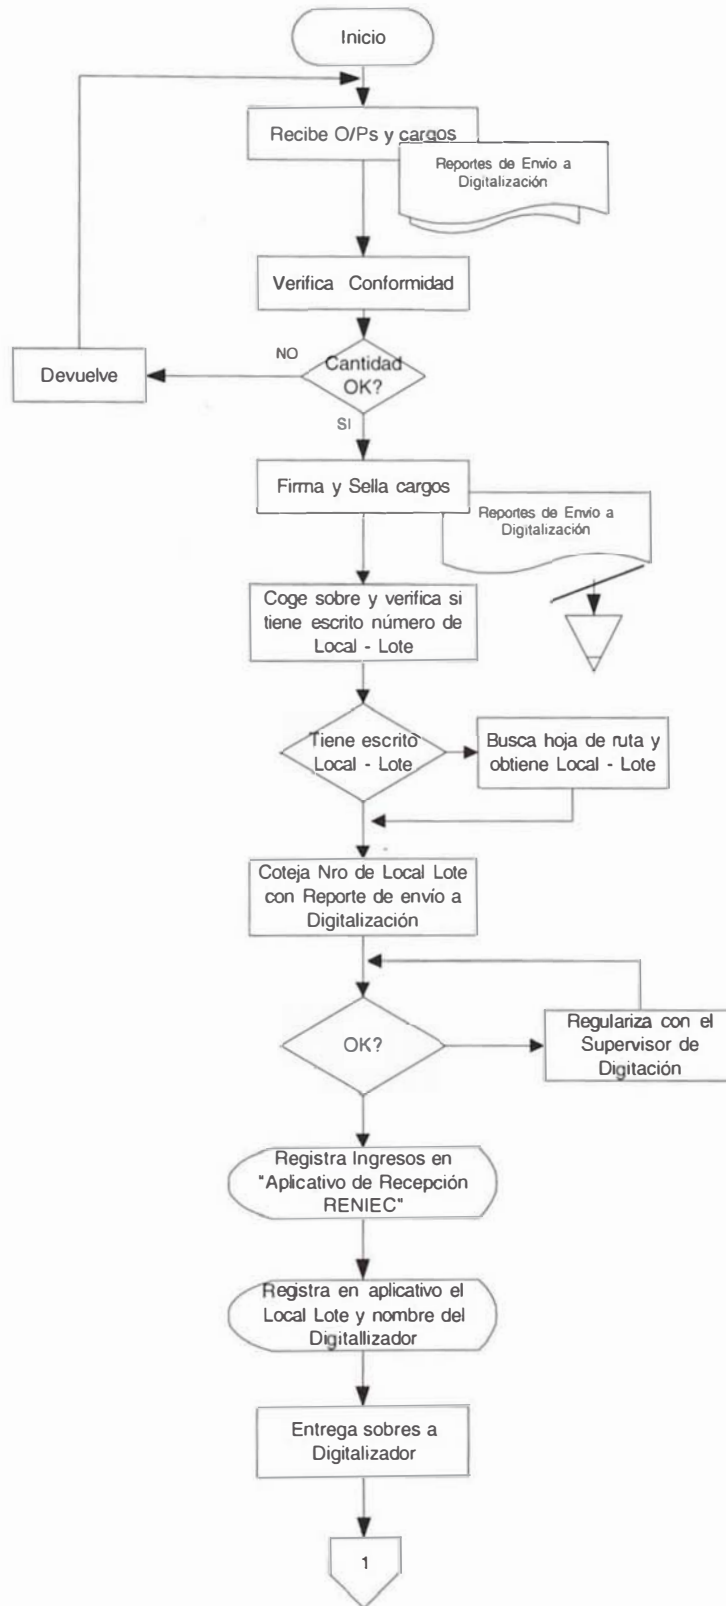 Inicio
Recibe O/Ps y cargos
Reportes de Envío a
Digitalización
Verifica Conformidad
NO
Cantidad
OK?
Devuelve
SI
Firma y Sella cargos
Reportes de Envío a
Digitalización
Coge sobre y verifica si
tiene escrito número de
Local - Lote
Tiene escrito
Local - Lote
Busca hoja de ruta y
obtiene Local - Lote
Coteja Nro de Local Lote
con Reporte de envío a
Digitalización
OK?
Regulariza con el
Supervisor de
Digitación
Registra Ingresos en
"Aplicativo de Recepción
RENIEC"
Registra en aplicativo el
Local Lote y nombre del
Digitallizador
Entrega sobres a
Digitalizador
1